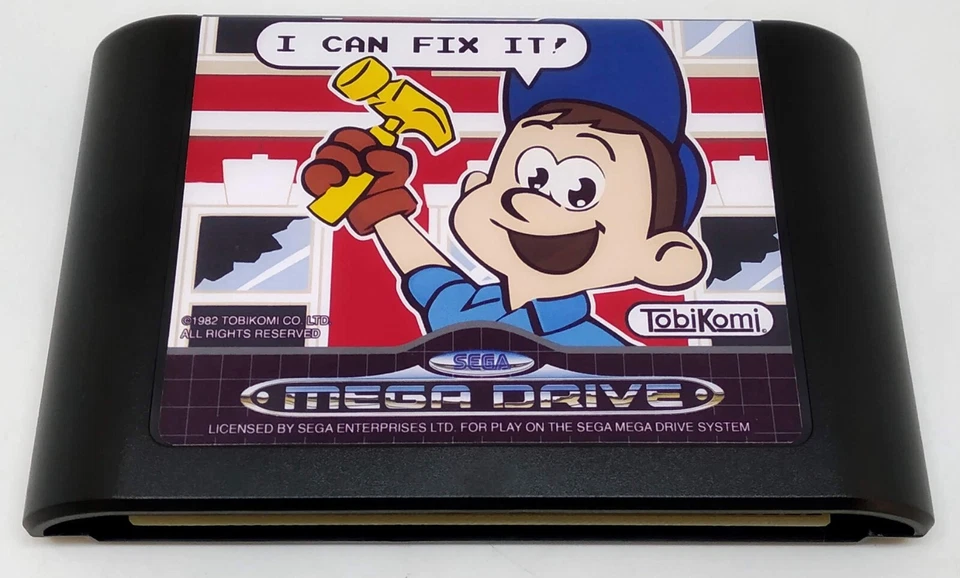 I CAN FIX IT!
©1982 TOBIKOMI CO. LTD
ALL RIGHTS RESERVED
TobiKomi®
SEGA
MEGA DRIVE
LICENSED BY SEGA ENTERPRISES LTD. FOR PLAY ON THE SEGA MEGA DRIVE SYSTEM